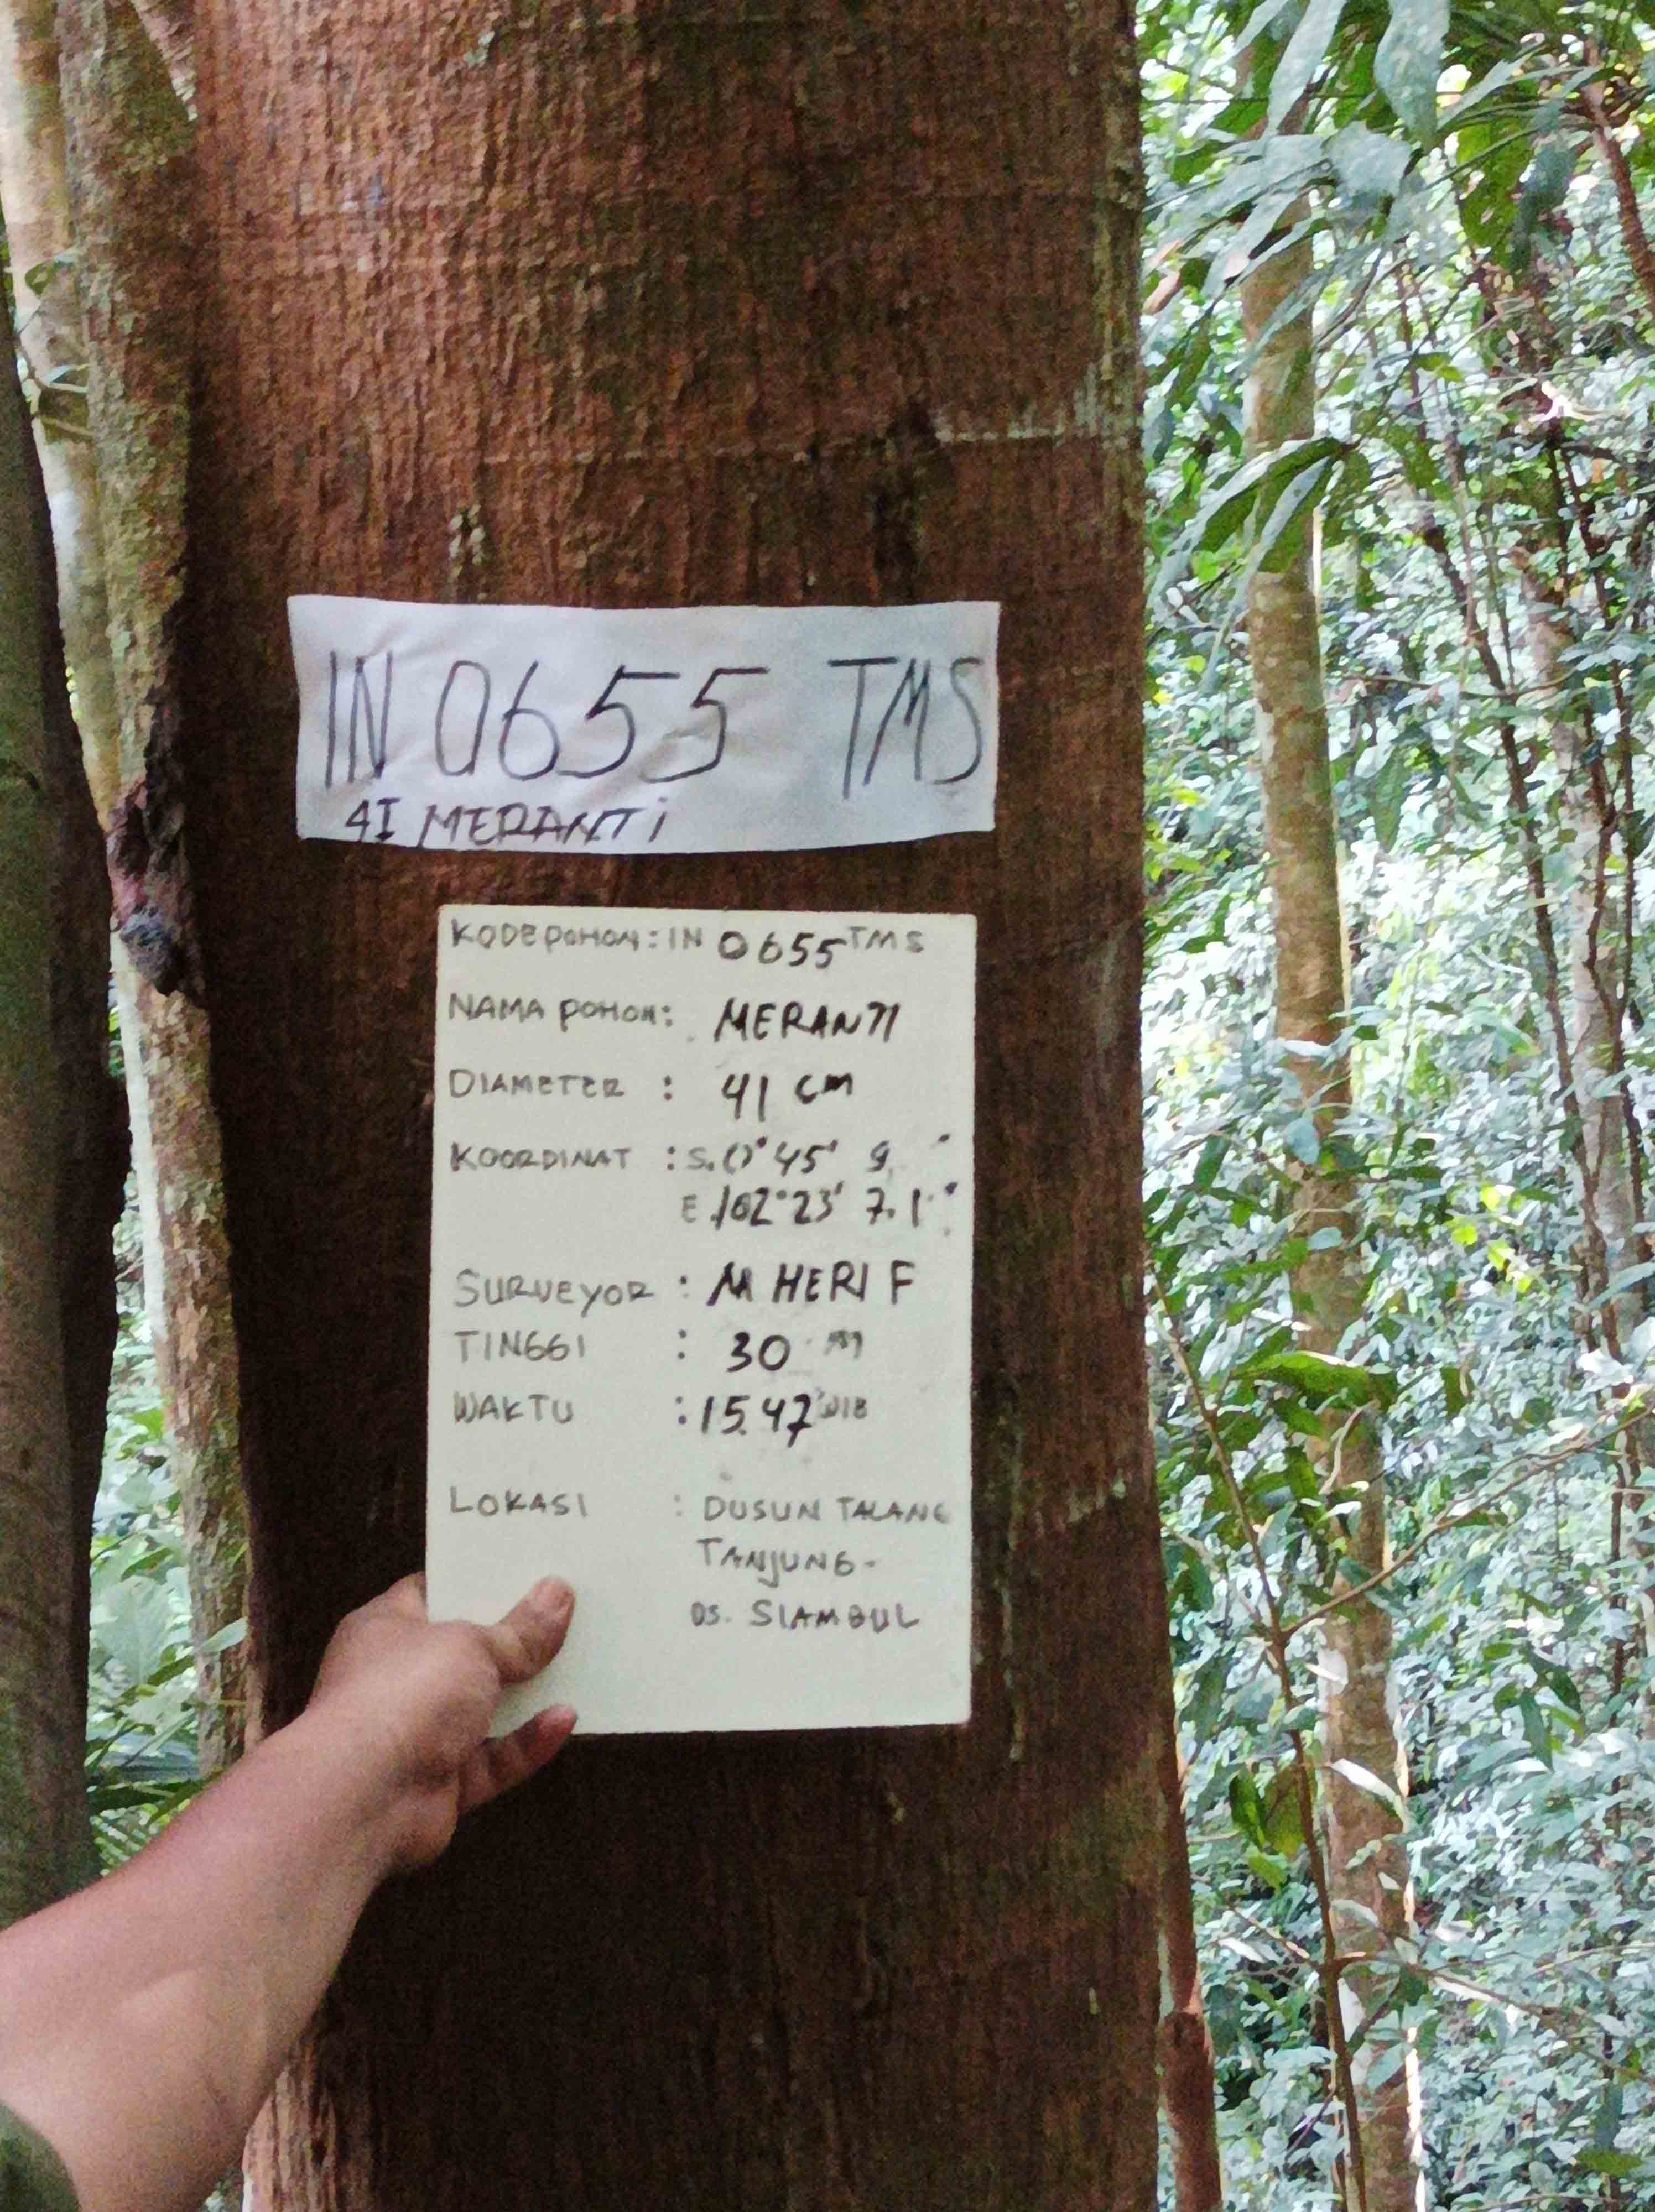 IN 0655 TMS
41 MERANTi
KODE POHON : IN 0655 TMS
NAMA POHON : MERANTI
DIAMETER : 41 cm
KOORDINAT : S. 0° 45' 9. "
E 102° 23' 7.1"
SURVEYOR : M HERI F
TINGGI : 30 m
WAKTU : 15.47 WIB
LOKASI : DUSUN TALANG
TANJUNG -
DS. SIAMBUL